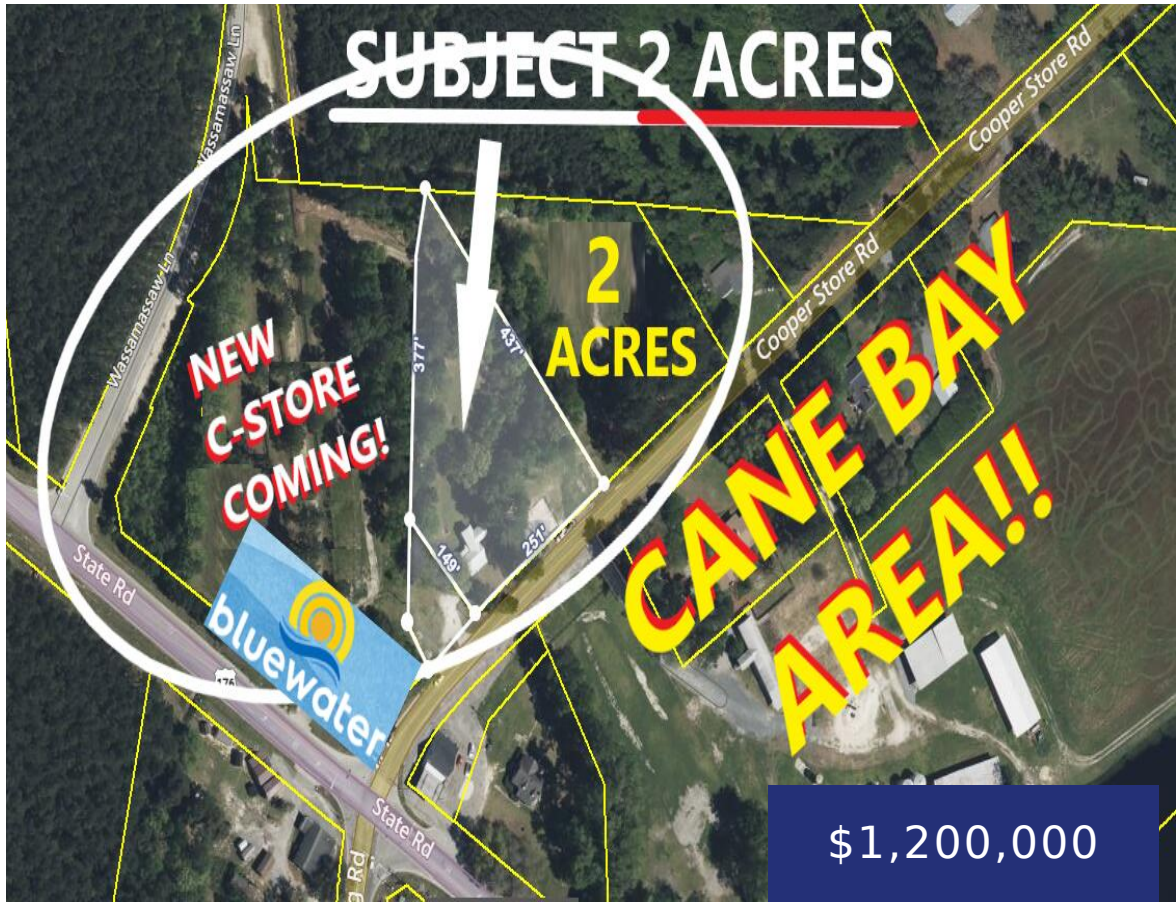 SUBJECT 2 ACRES
Wassamassaw Ln
Cooper Store Rd
Wassamassaw Ln
377'
437'
2
ACRES
Cooper Store Rd
NEW
C-STORE
COMING!
CANE BAY
AREA!!
149'
251'
State Rd
bluewater
176
State Rd
g Rd
$1,200,000